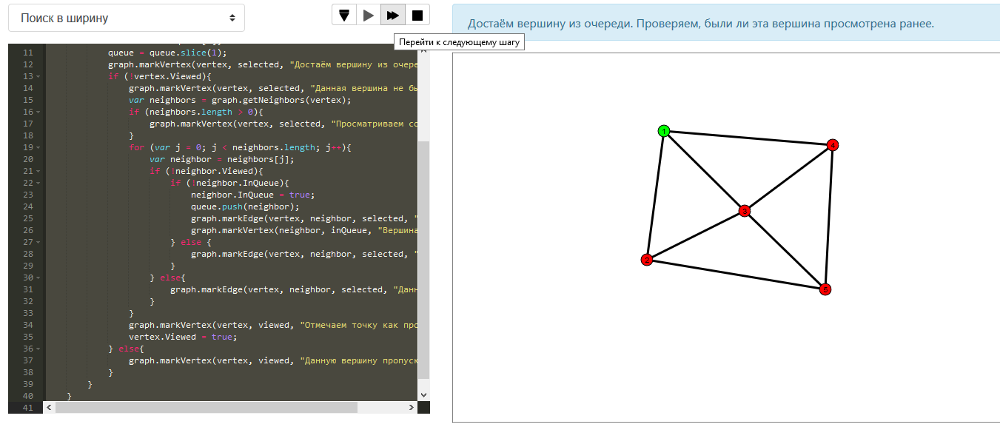 Поиск в ширину
Достаём вершину из очереди. Проверяем, были ли эта вершина просмотрена ранее.
Перейти к следующему шагу
11 queue = queue.slice(1);
12 graph.markVertex(vertex, selected, "Достаём вершину из очере
13 if (!vertex.Viewed){
14 graph.markVertex(vertex, selected, "Данная вершина не бы
15 var neighbors = graph.getNeighbors(vertex);
16 if (neighbors.length > 0){
17 graph.markVertex(vertex, selected, "Просматриваем со
18 }
19 for (var j = 0; j < neighbors.length; j++){
20 var neighbor = neighbors[j];
21 if (!neighbor.Viewed){
22 if (!neighbor.InQueue){
23 neighbor.InQueue = true;
24 queue.push(neighbor);
25 graph.markEdge(vertex, neighbor, selected, "
26 graph.markVertex(neighbor, inQueue, "Вершина
27 } else {
28 graph.markEdge(vertex, neighbor, selected, "
29 }
30 } else{
31 graph.markEdge(vertex, neighbor, selected, "Данн
32 }
33 }
34 graph.markVertex(vertex, viewed, "Отмечаем точку как про
35 vertex.Viewed = true;
36 } else{
37 graph.markVertex(vertex, viewed, "Данную вершину пропуск
38 }
39 }
40 }
41
1
4
3
2
5